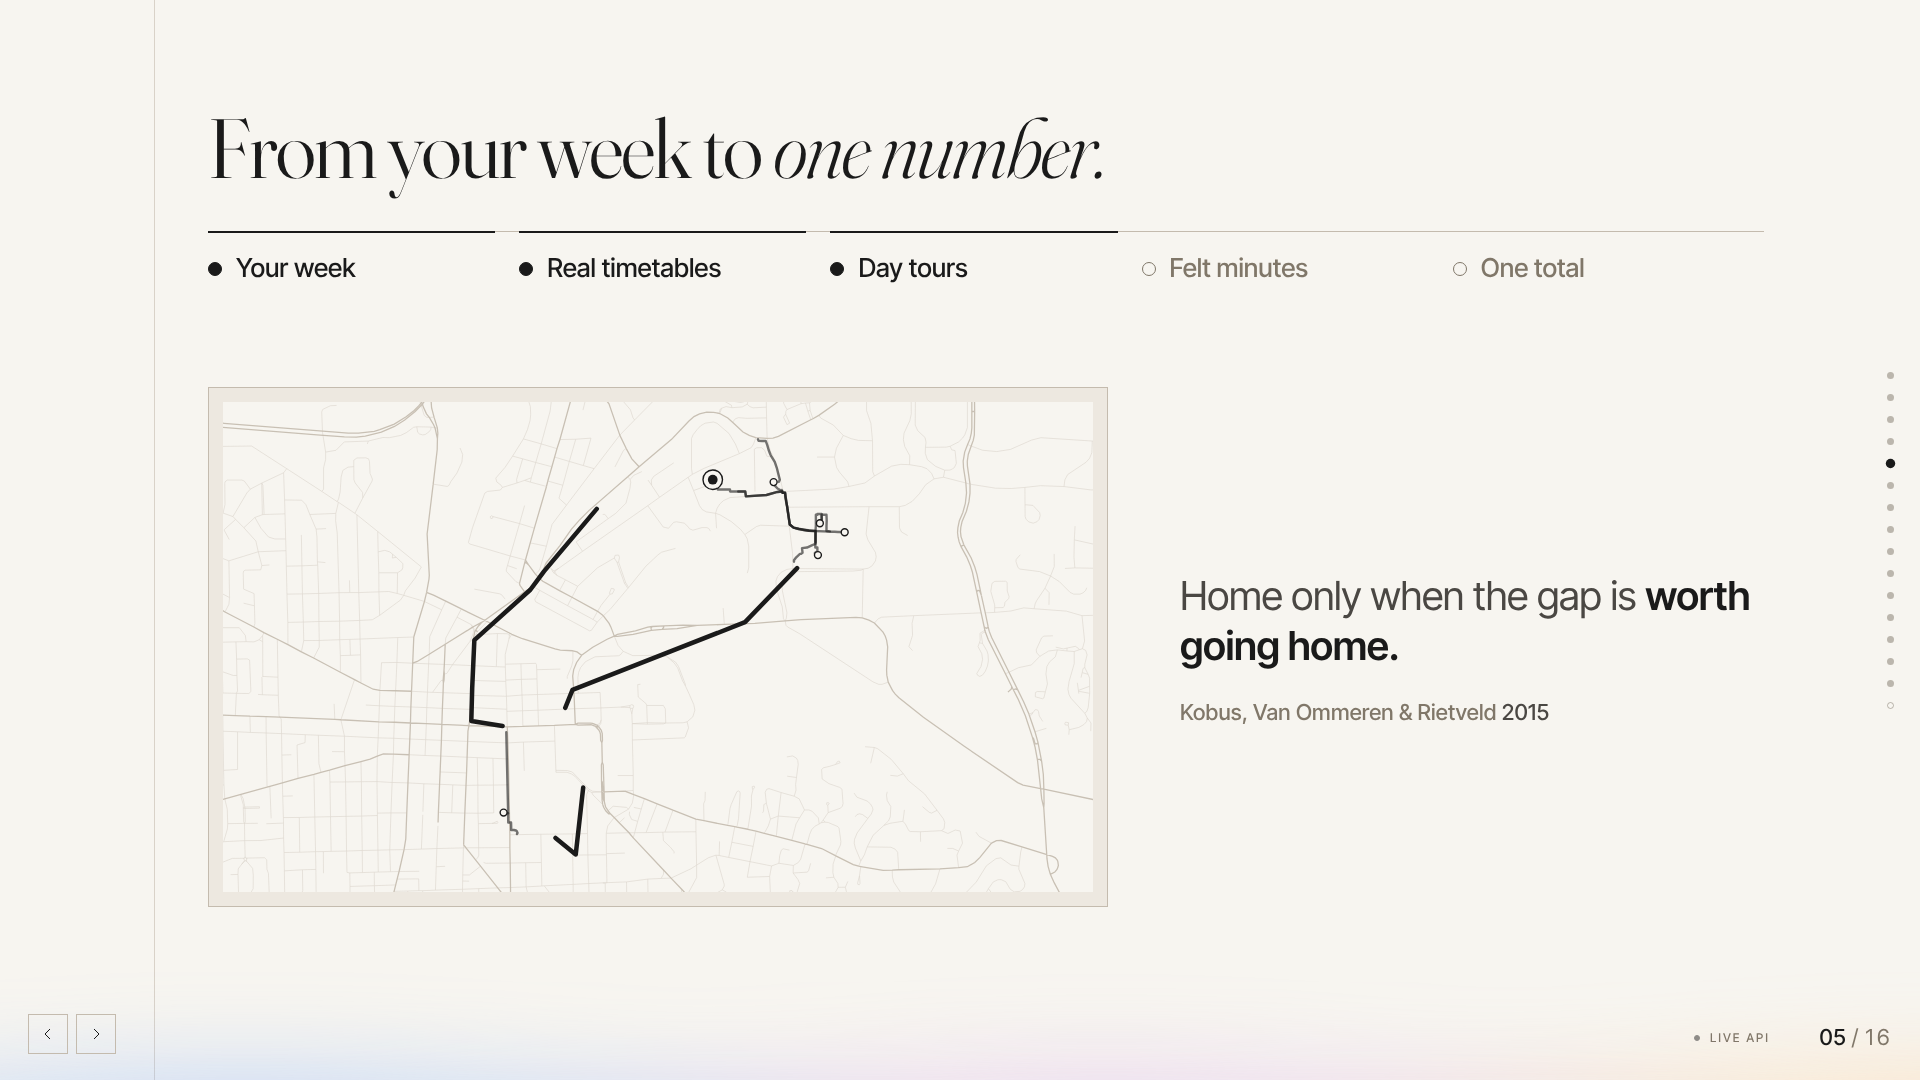 From your week to one number.
Your week
Real timetables
Day tours
Felt minutes
One total
Home only when the gap is worth
going home.
Kobus, Van Ommeren & Rietveld 2015
LIVE API
05 / 16